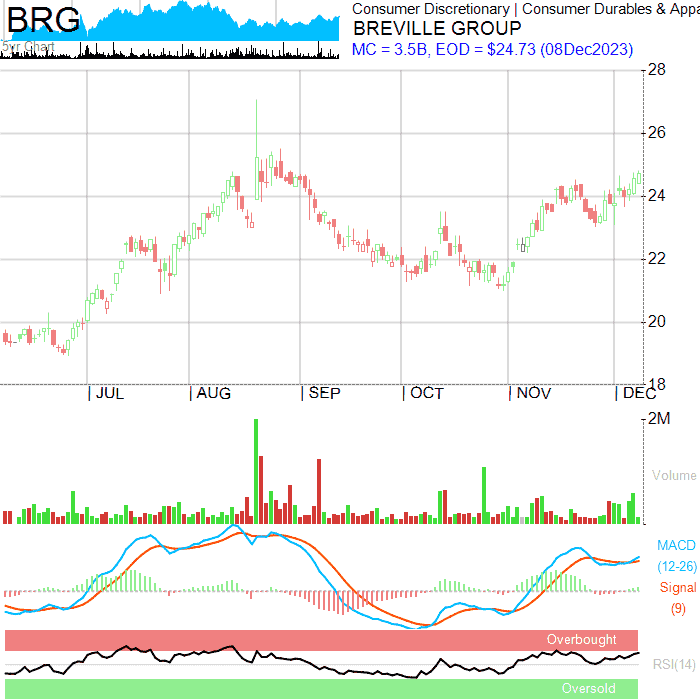 BRG
5yr Chart
Consumer Discretionary | Consumer Durables & Appa
BREVILLE GROUP
MC = 3.5B, EOD = $24.73 (08Dec2023)
28
26
24
22
20
18
JUL
AUG
SEP
OCT
NOV
DEC
2M
Volume
MACD
(12-26)
Signal
(9)
Overbought
RSI(14)
Oversold